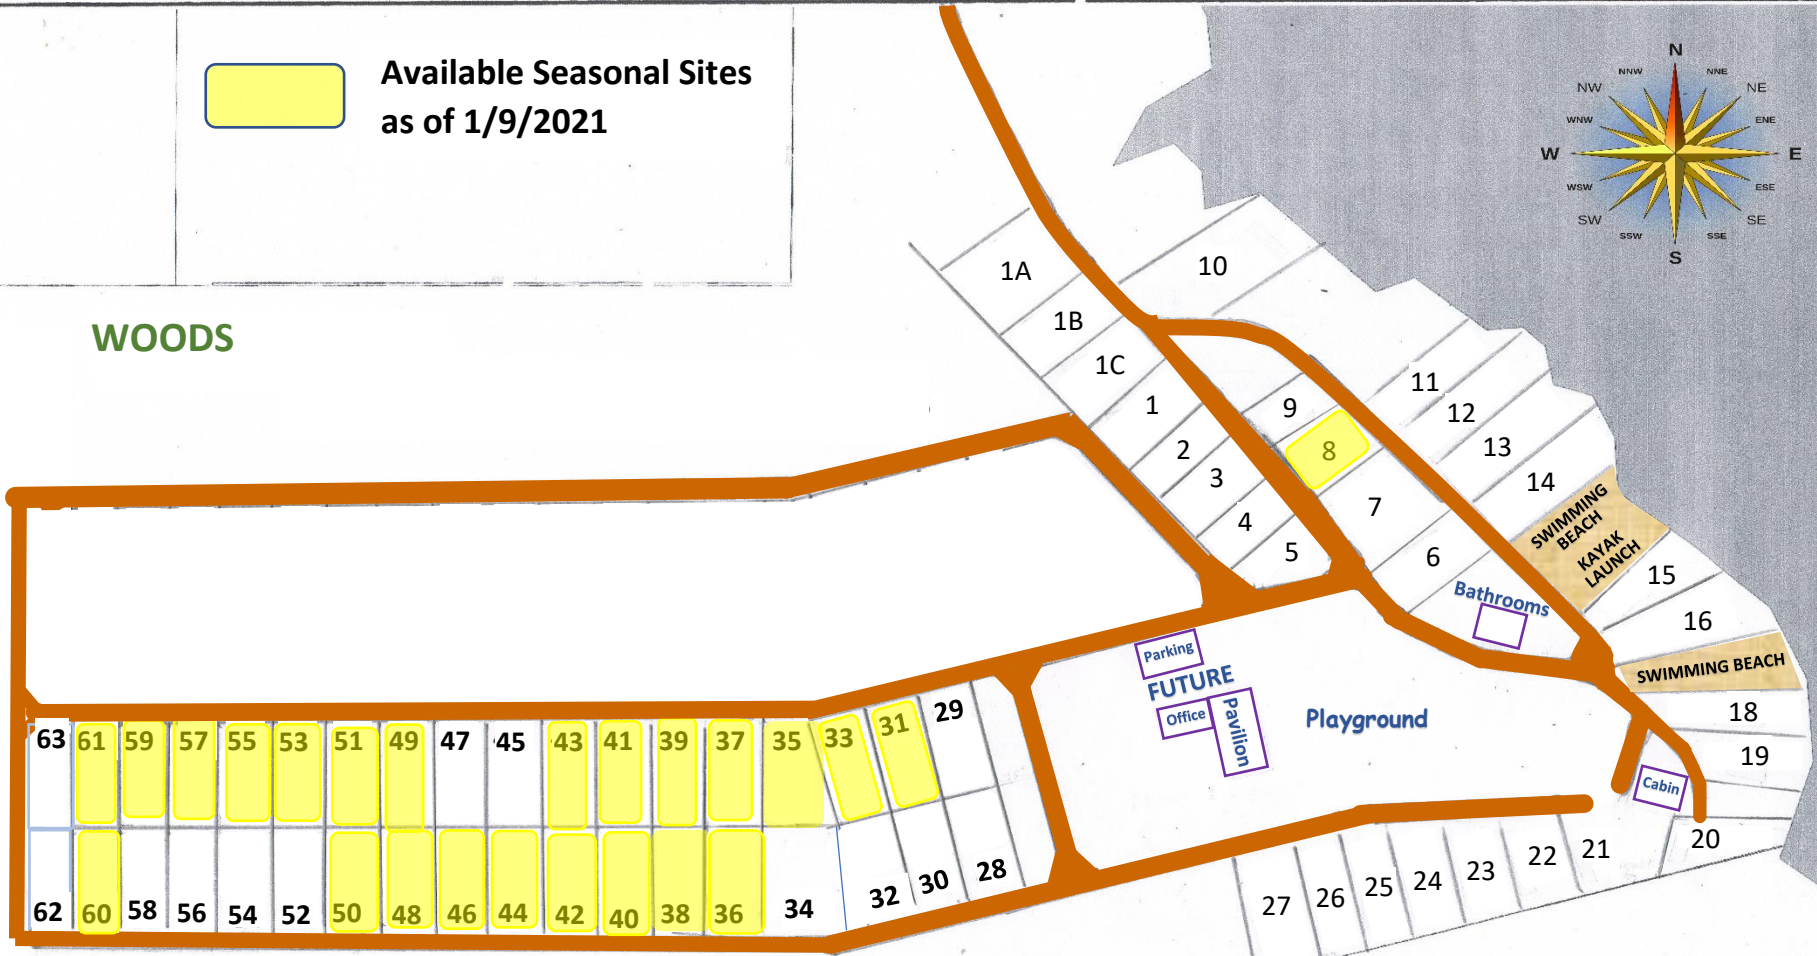 Available Seasonal Sites
as of 1/9/2021
N
NNW
NNE
NW
NE
WNW
ENE
W
E
WSW
ESE
SW
SE
SSW
SSE
S
WOODS
1A
10
1B
1C
1
2
3
4
5
9
8
7
6
11
12
13
14
SWIMMING
BEACH
KAYAK
LAUNCH
15
16
SWIMMING BEACH
18
19
20
Bathrooms
Parking
FUTURE
Office
Pavilion
Playground
Cabin
63 61 59 57 55 53 51 49 47 45 43 41 39 37 35 33 31 29
62 60 58 56 54 52 50 48 46 44 42 40 38 36 34 32 30 28
27 26 25 24 23 22 21